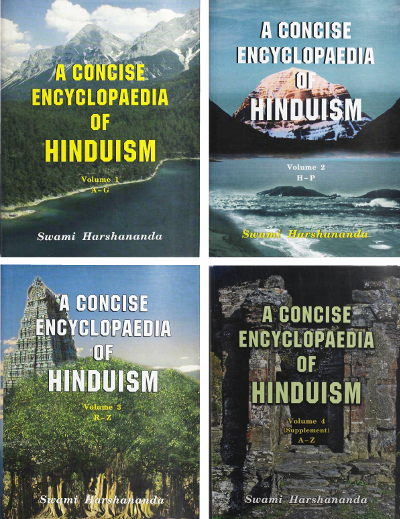 A CONCISE
ENCYCLOPAEDIA
OF
HINDUISM
Volume 1
A–G
Swami Harshananda
A CONCISE
ENCYCLOPAEDIA
OF
HINDUISM
Volume 2
H–P
Swami Harshananda
A CONCISE
ENCYCLOPAEDIA
OF
HINDUISM
Volume 3
R–Z
Swami Harshananda
A CONCISE
ENCYCLOPAEDIA
OF
HINDUISM
Volume 4
(Supplement)
A–Z
Swami Harshananda